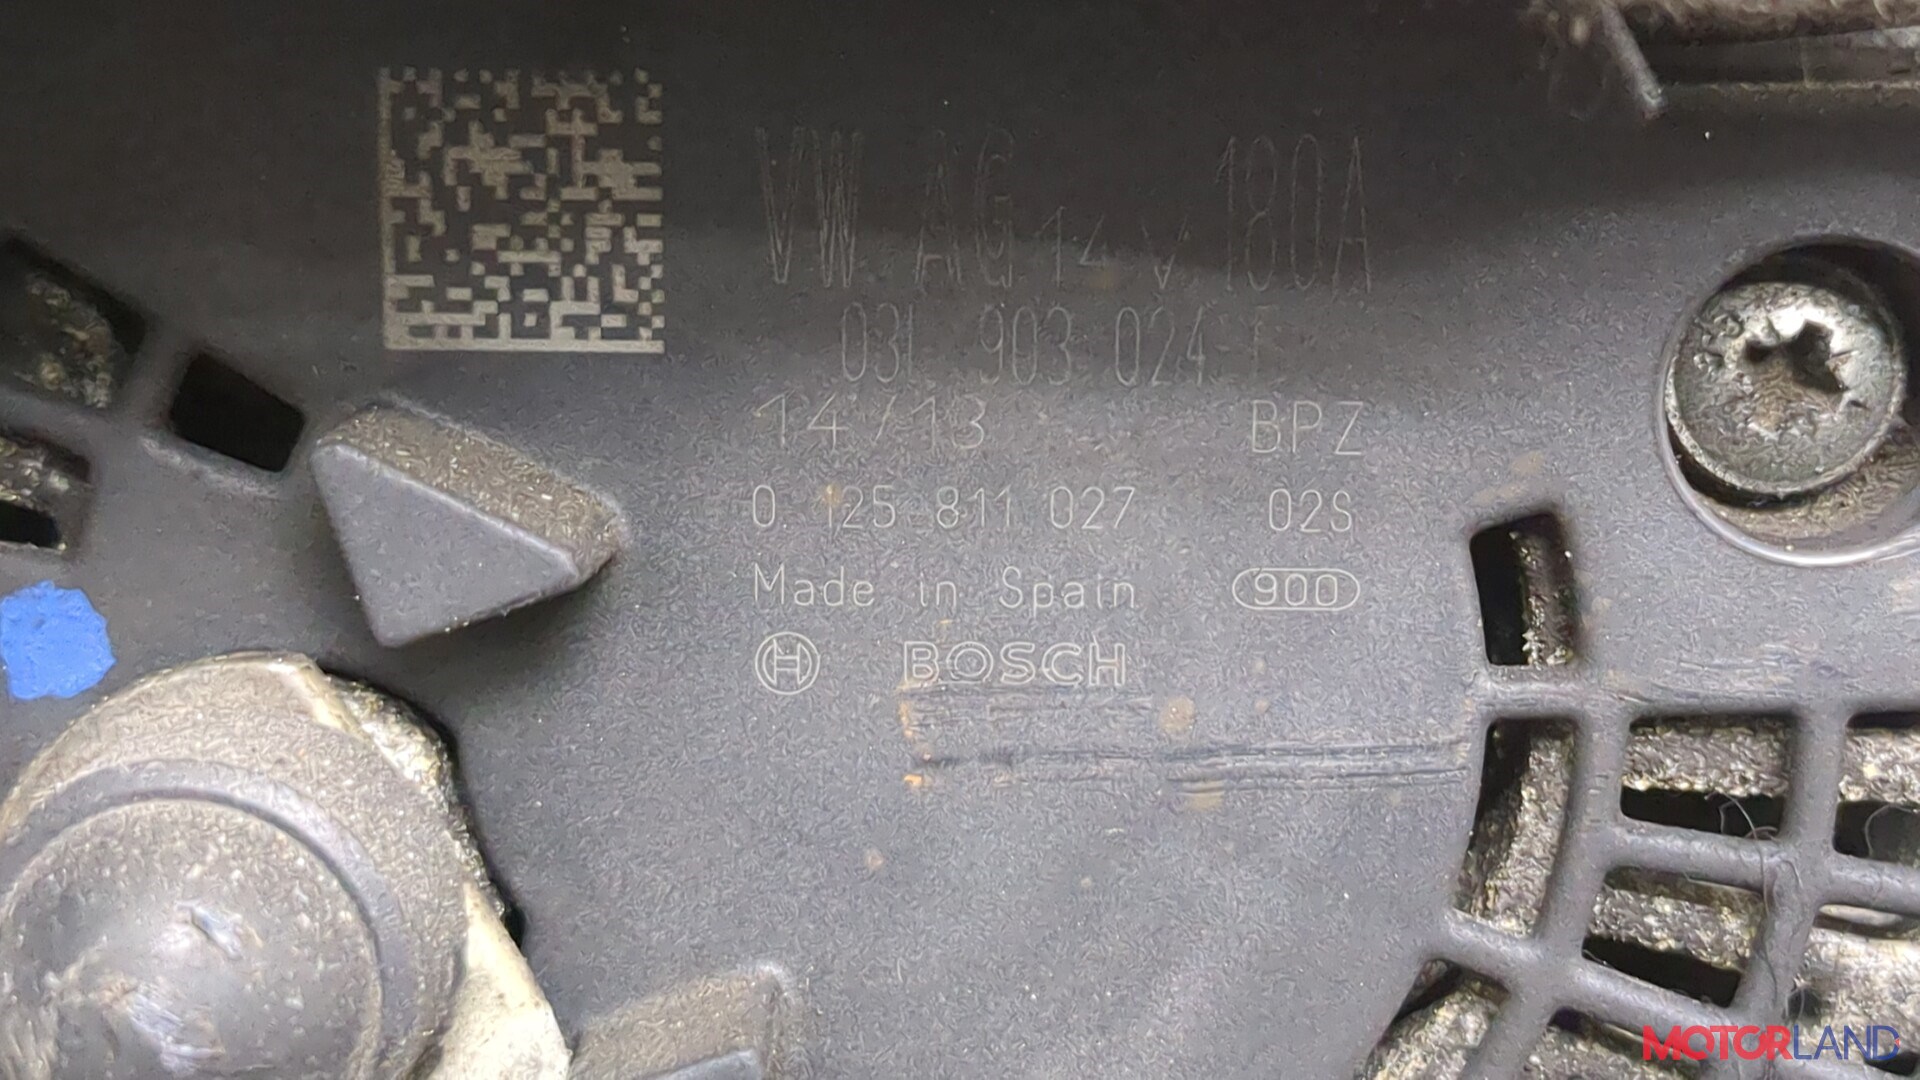 VW AG 14 V 180A
03L 903 024 F
14/13 BPZ
0 125 811 027 02S
Made in Spain 900
BOSCH
MOTORLAND